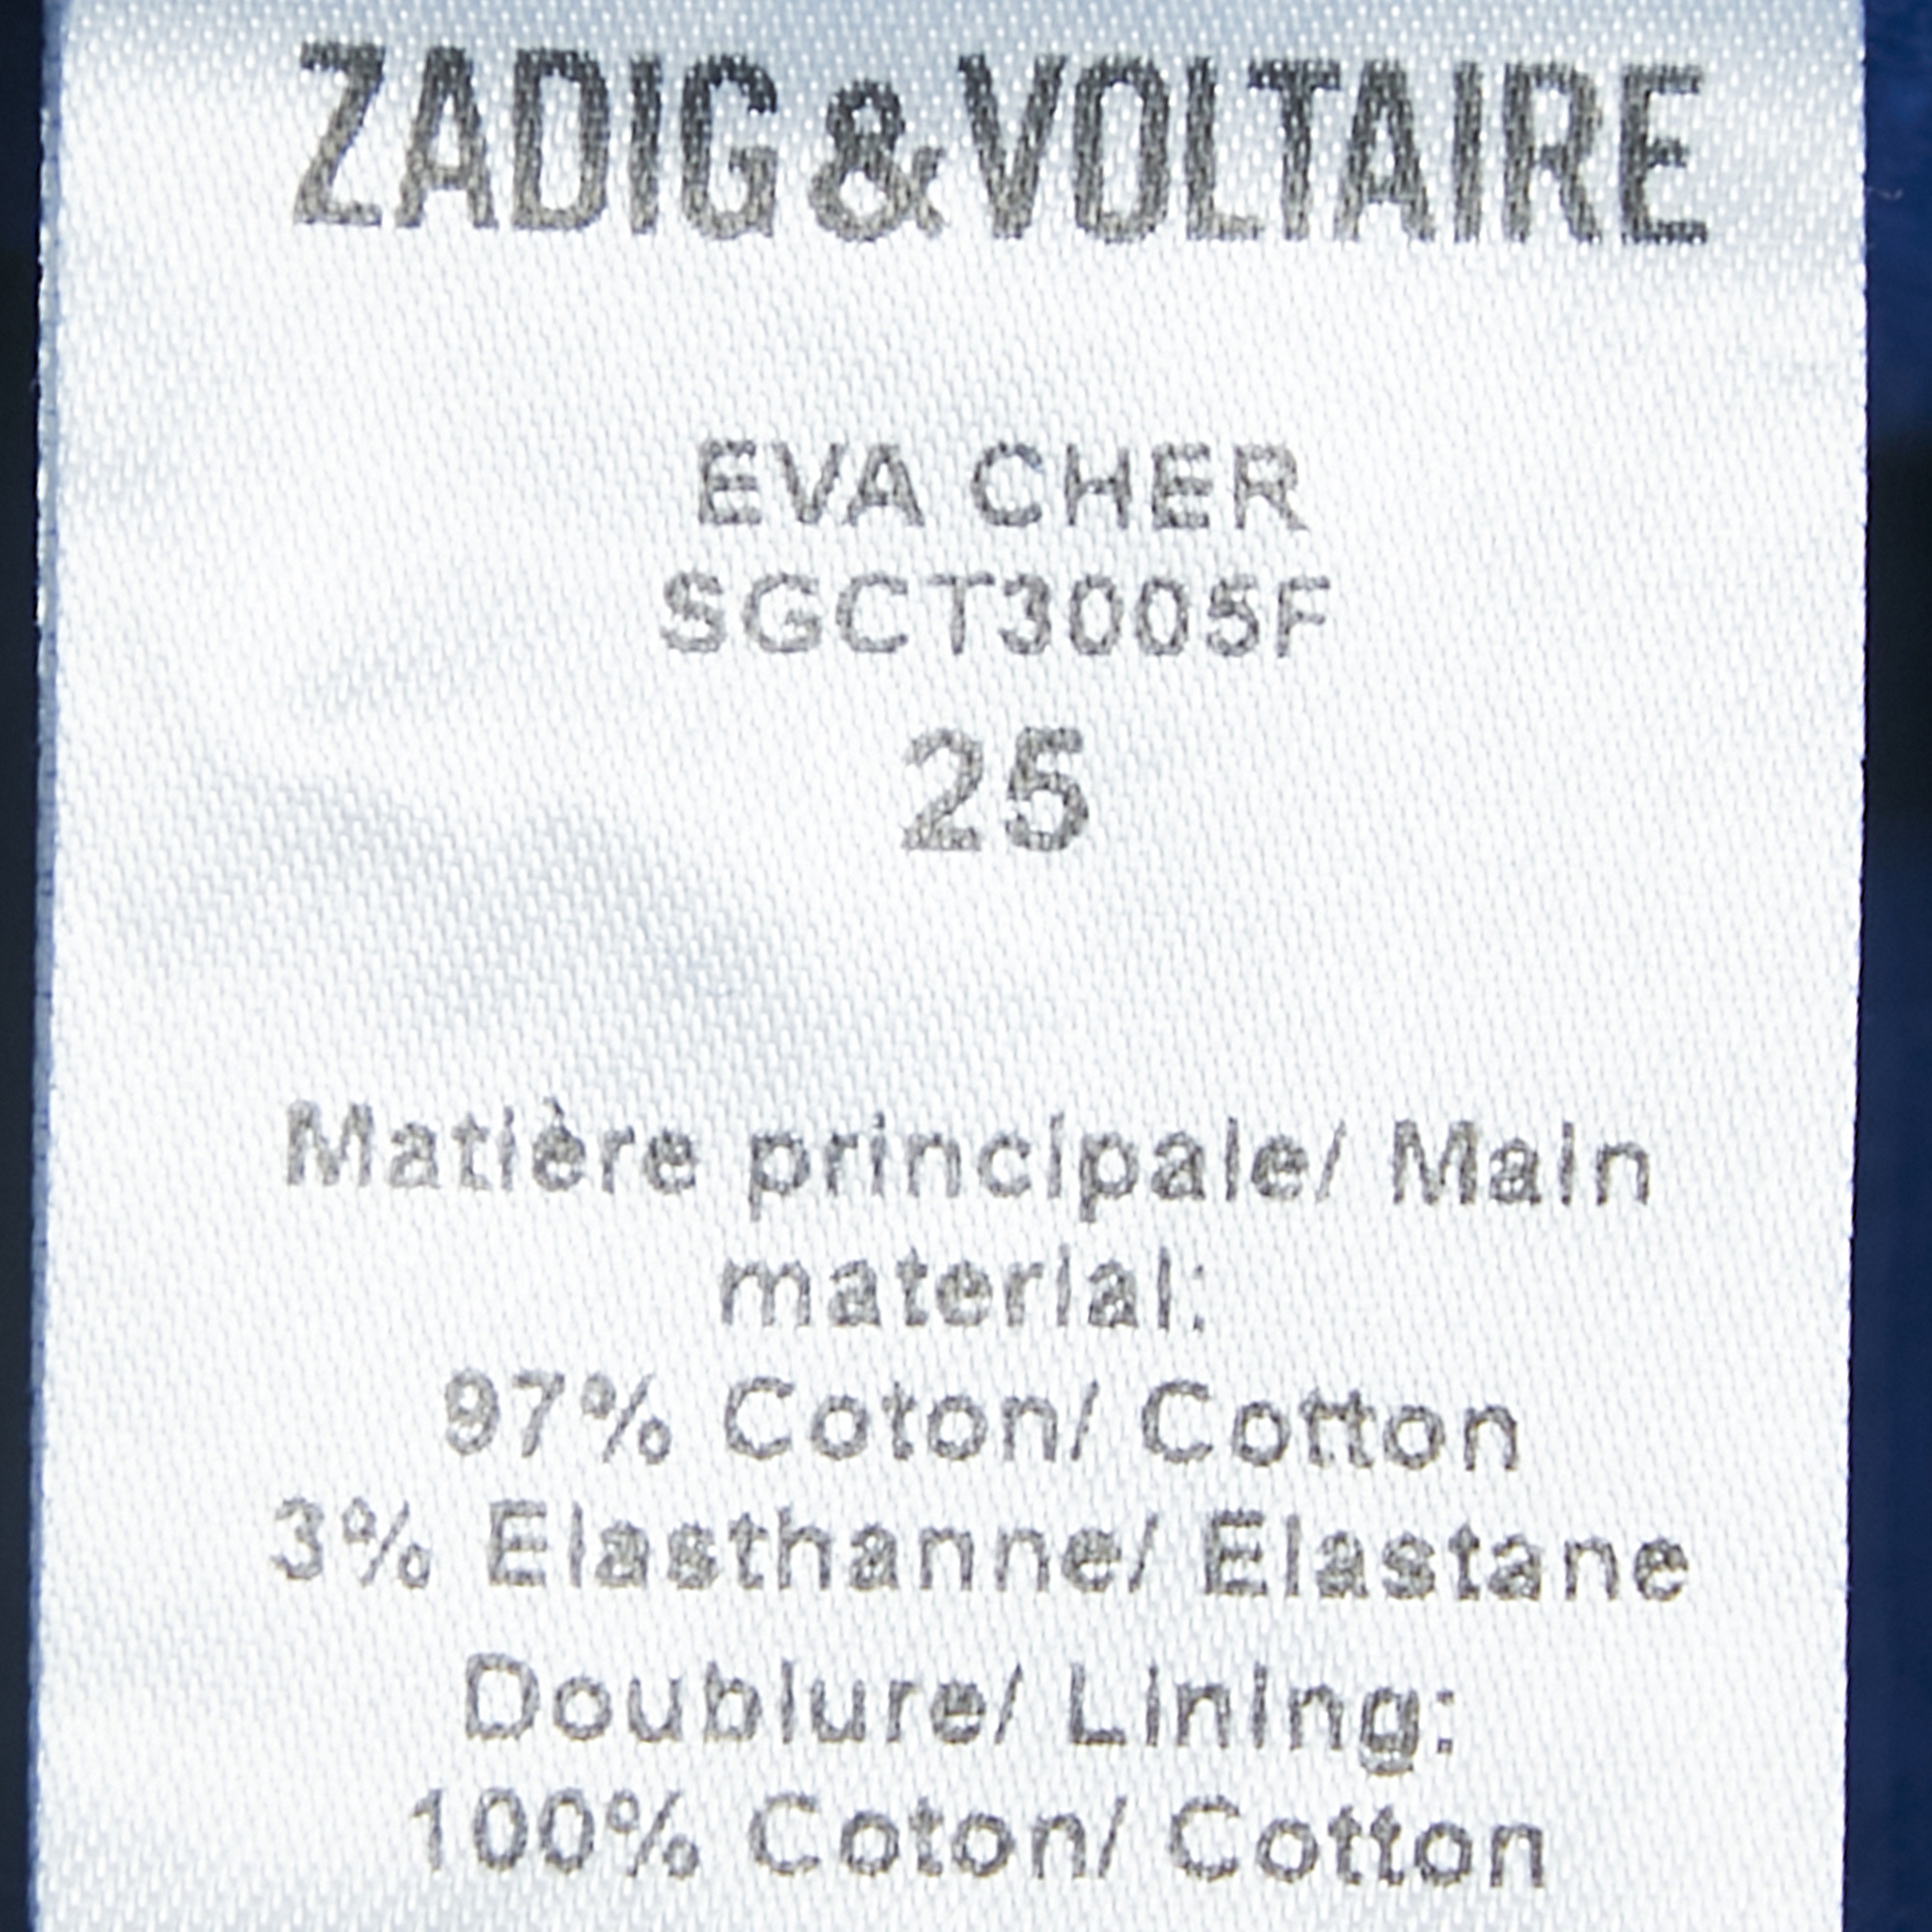 ZADIG & VOLTAIRE
EVA CHER
SGCT3005F
25
Matière principale/ Main
material:
97% Coton/ Cotton
3% Elasthanne/ Elastane
Doublure/ Lining:
100% Coton/ Cotton